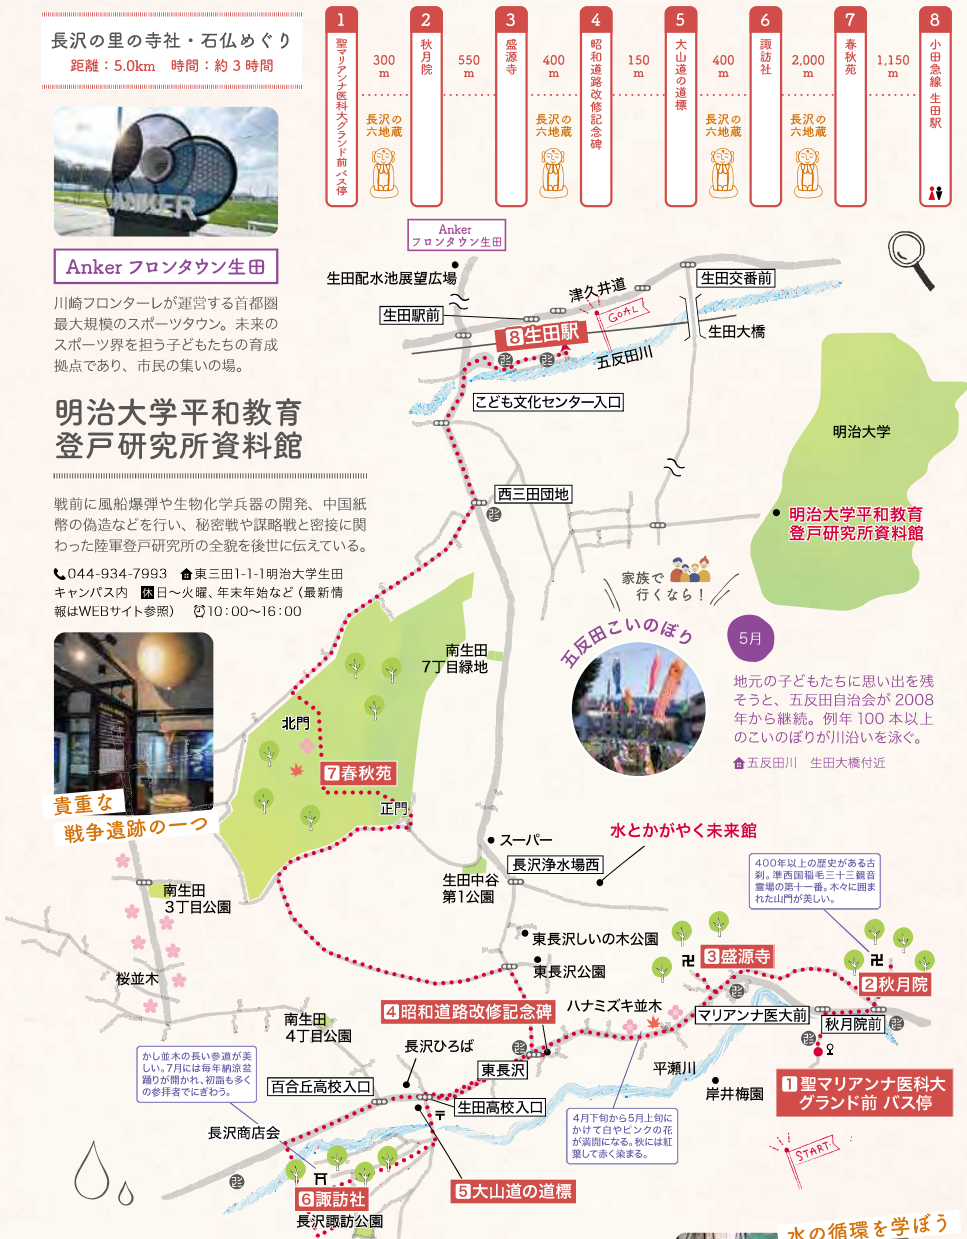 長沢の里の寺社・石仏めぐり
距離：5.0km　時間：約３時間
1
聖マリアンナ医科大グランド前 バス停
300
m
長沢の
六地蔵
2
秋月院
550
m
3
盛源寺
400
m
長沢の
六地蔵
4
昭和道路改修記念碑
150
m
5
大山道の道標
400
m
長沢の
六地蔵
6
諏訪社
2,000
m
長沢の
六地蔵
7
春秋苑
1,150
m
8
小田急線 生田駅
ANKER
Anker フロンタウン生田
川崎フロンターレが運営する首都圏
最大規模のスポーツタウン。未来の
スポーツ界を担う子どもたちの育成
拠点であり、市民の集いの場。
明治大学平和教育
登戸研究所資料館
戦前に風船爆弾や生物化学兵器の開発、中国紙
幣の偽造などを行い、秘密戦や謀略戦と密接に関
わった陸軍登戸研究所の全貌を後世に伝えている。
044-934-7993　東三田1-1-1明治大学生田
キャンパス内　休日～火曜、年末年始など（最新情
報はWEBサイト参照）　10：00～16：00
貴重な
戦争遺跡の一つ
Anker
フロンタウン生田
生田配水池展望広場
生田駅前
津久井道
生田交番前
GOAL
8生田駅
五反田川
生田大橋
こども文化センター入口
明治大学
西三田団地
明治大学平和教育
登戸研究所資料館
家族で
行くなら！
五反田こいのぼり
5月
地元の子どもたちに思い出を残
そうと、五反田自治会が 2008
年から継続。例年 100 本以上
のこいのぼりが川沿いを泳ぐ。
五反田川　生田大橋付近
南生田
7丁目緑地
北門
7春秋苑
正門
スーパー
水とかがやく未来館
長沢浄水場西
生田中谷
第1公園
400年以上の歴史がある古
刹。準西国稲毛三十三観音
霊場の第十一番。木々に囲ま
れた山門が美しい。
南生田
3丁目公園
東長沢しいの木公園
3盛源寺
東長沢公園
桜並木
2秋月院
4昭和道路改修記念碑
ハナミズキ並木
マリアンナ医大前
秋月院前
南生田
4丁目公園
長沢ひろば
かし並木の長い参道が美
しい。7月には毎年納涼盆
踊りが開かれ、初詣も多く
の参拝者でにぎわう。
東長沢
平瀬川
百合丘高校入口
岸井梅園
1聖マリアンナ医科大
グランド前 バス停
生田高校入口
4月下旬から5月上旬に
かけて白やピンクの花
が満開になる。秋には紅
葉して赤く染まる。
長沢商店会
START
5大山道の道標
6諏訪社
長沢諏訪公園
水の循環を学ぼう